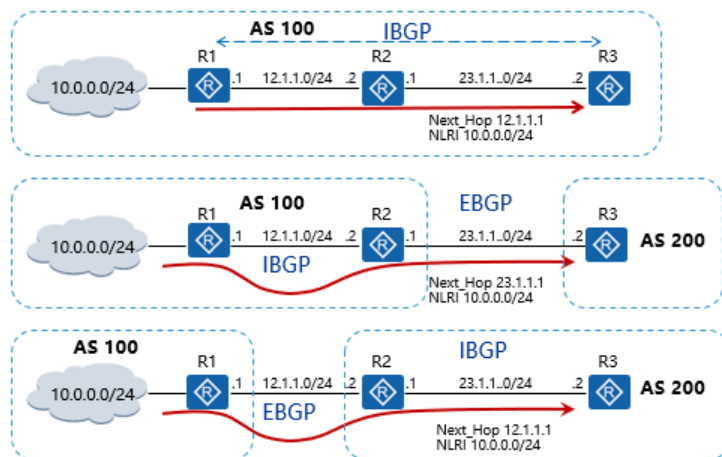 AS 100 IBGP
R1 R2 R3
10.0.0.0/24 .1 12.1.1.0/24 .2 .1 23.1.1..0/24 .2
Next_Hop 12.1.1.1
NLRI 10.0.0.0/24
AS 100 EBGP
R1 R2 R3
10.0.0.0/24 .1 12.1.1.0/24 .2 .1 23.1.1..0/24 .2 AS 200
IBGP
Next_Hop 23.1.1.1
NLRI 10.0.0.0/24
AS 100 IBGP
R1 R2 R3
10.0.0.0/24 .1 12.1.1.0/24 .2 .1 23.1.1..0/24 .2 AS 200
EBGP
Next_Hop 12.1.1.1
NLRI 10.0.0.0/24